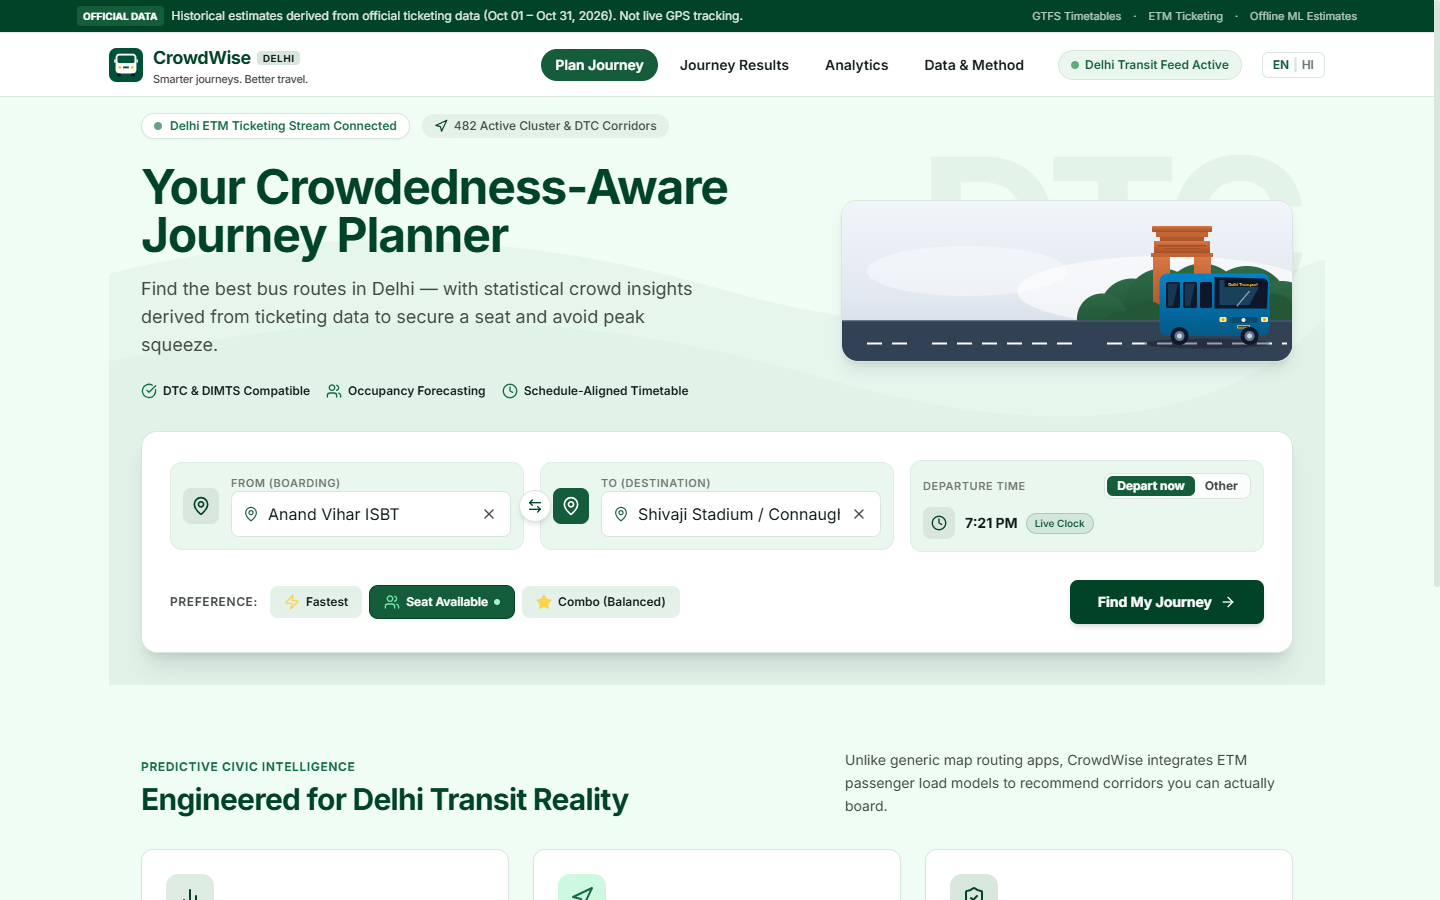 OFFICIAL DATA Historical estimates derived from official ticketing data (Oct 01 – Oct 31, 2026). Not live GPS tracking. GTFS Timetables · ETM Ticketing · Offline ML Estimates
CrowdWise DELHI
Smarter journeys. Better travel.
Plan Journey Journey Results Analytics Data & Method Delhi Transit Feed Active EN | HI
Delhi ETM Ticketing Stream Connected 482 Active Cluster & DTC Corridors
DTC
Your Crowdedness-Aware
Journey Planner
Find the best bus routes in Delhi — with statistical crowd insights
derived from ticketing data to secure a seat and avoid peak
squeeze.
Delhi Transport
DTC & DIMTS Compatible Occupancy Forecasting Schedule-Aligned Timetable
FROM (BOARDING)
Anand Vihar ISBT
TO (DESTINATION)
Shivaji Stadium / Connaugh
DEPARTURE TIME Depart now Other
7:21 PM Live Clock
PREFERENCE: Fastest Seat Available Combo (Balanced) Find My Journey
PREDICTIVE CIVIC INTELLIGENCE
Engineered for Delhi Transit Reality
Unlike generic map routing apps, CrowdWise integrates ETM
passenger load models to recommend corridors you can actually
board.